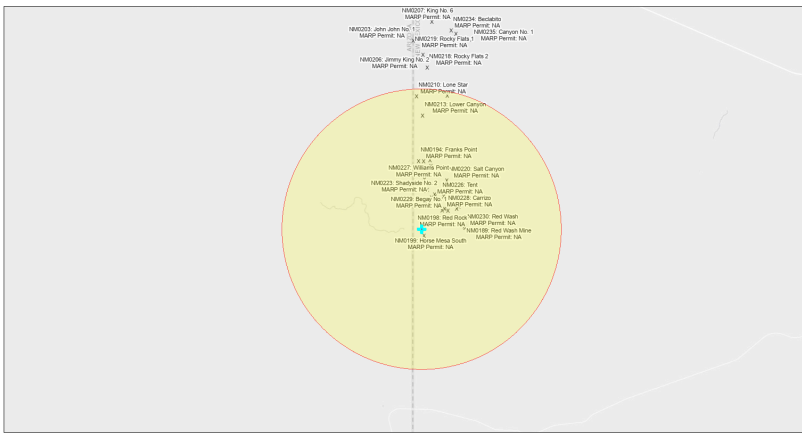 NM0207: King No. 6
MARP Permit: NA
NM0234: Beclabito
MARP Permit: NA
NM0203: John John No. 1
MARP Permit: NA
NM0235: Canyon No. 1
MARP Permit: NA
NM0219: Rocky Flats 1
MARP Permit: NA
NM0218: Rocky Flats 2
MARP Permit: NA
NM0206: Jimmy King No. 2
MARP Permit: NA
NM0210: Lone Star
MARP Permit: NA
NM0213: Lower Canyon
MARP Permit: NA
NM0194: Franks Point
MARP Permit: NA
NM0227: Williams Point
MARP Permit: NA
NM0220: Salt Canyon
MARP Permit: NA
NM0223: Shadyside No. 2
MARP Permit: NA
NM0226: Tent
MARP Permit: NA
NM0229: Begay No. 1
MARP Permit: NA
NM0228: Carrizo
MARP Permit: NA
NM0198: Red Rock
MARP Permit: NA
NM0230: Red Wash
MARP Permit: NA
NM0189: Red Wash Mine
MARP Permit: NA
NM0199: Horse Mesa South
MARP Permit: NA